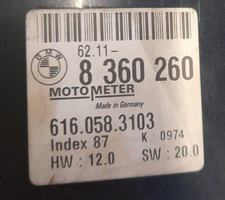 BMW
62.11-
8 360 260
MOTOMETER
Made in Germany
616.058.3103
Index 87 K: 0974
HW: 12.0 SW: 20.0